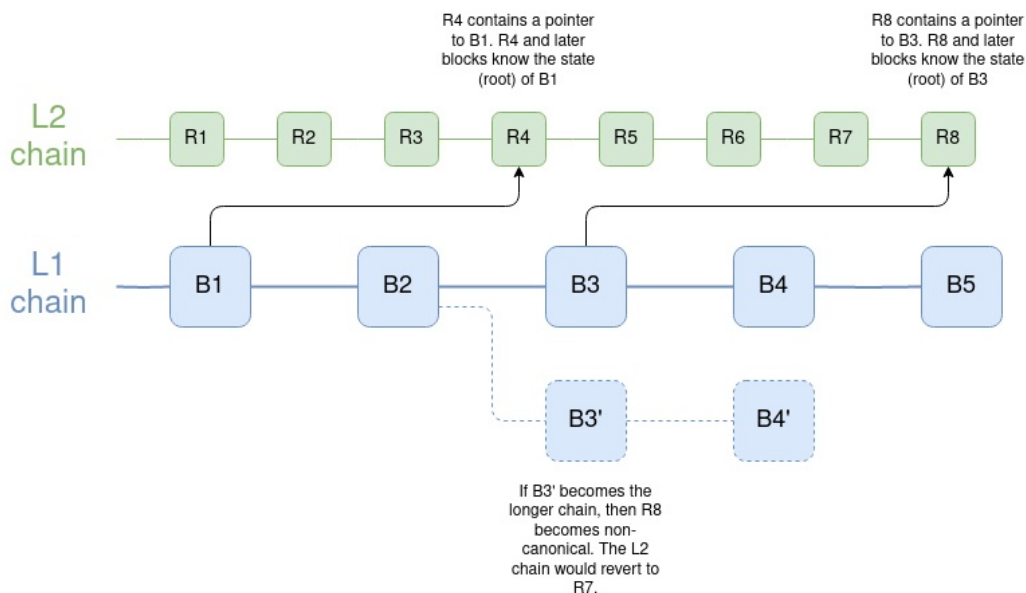 R4 contains a pointer
to B1. R4 and later
blocks know the state
(root) of B1
R8 contains a pointer
to B3. R8 and later
blocks know the state
(root) of B3
L2
chain
R1
R2
R3
R4
R5
R6
R7
R8
L1
chain
B1
B2
B3
B4
B5
B3'
B4'
If B3' becomes the
longer chain, then R8
becomes non-
canonical. The L2
chain would revert to
R7.